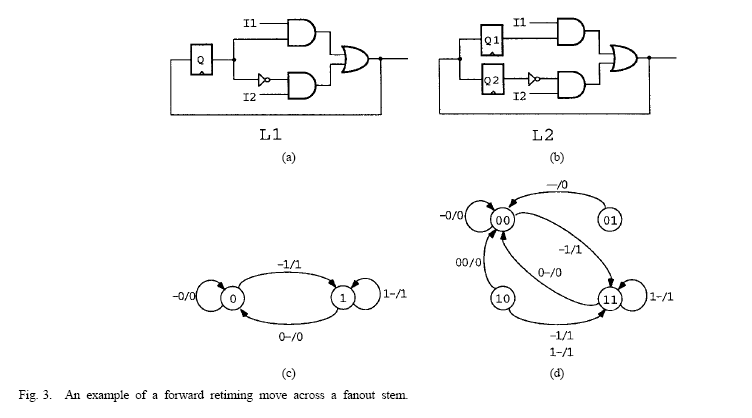 I1
Q
I2
L1
(a)
I1
Q1
Q2
I2
L2
(b)
-0/0
0
-1/1
1
1-/1
0-/0
(c)
—/0
-0/0
00
01
-1/1
00/0
0-/0
10
11
1-/1
-1/1
1-/1
(d)
Fig. 3. An example of a forward retiming move across a fanout stem.